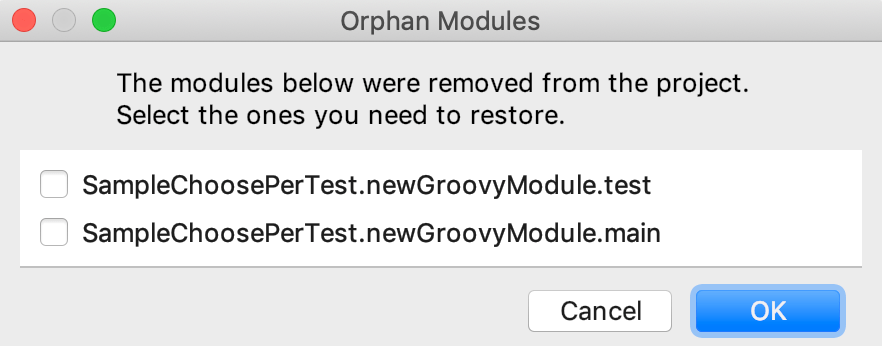 Orphan Modules
The modules below were removed from the project.
Select the ones you need to restore.
SampleChoosePerTest.newGroovyModule.test
SampleChoosePerTest.newGroovyModule.main
Cancel
OK